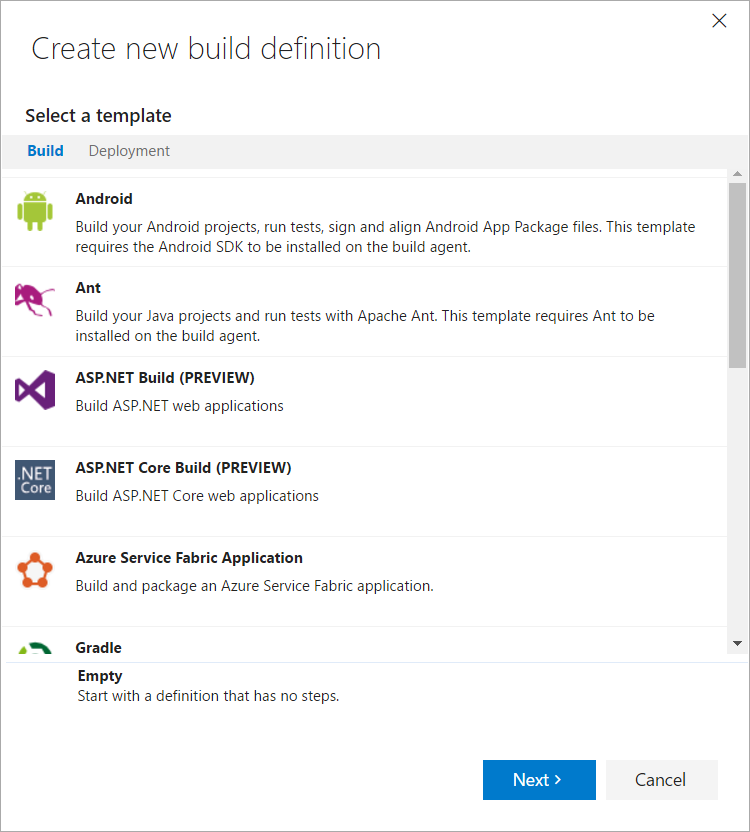 Create new build definition
Select a template
Build Deployment
Android
Build your Android projects, run tests, sign and align Android App Package files. This template
requires the Android SDK to be installed on the build agent.
Ant
Build your Java projects and run tests with Apache Ant. This template requires Ant to be
installed on the build agent.
ASP.NET Build (PREVIEW)
Build ASP.NET web applications
.NET
Core
ASP.NET Core Build (PREVIEW)
Build ASP.NET Core web applications
Azure Service Fabric Application
Build and package an Azure Service Fabric application.
Gradle
Empty
Start with a definition that has no steps.
Next >
Cancel